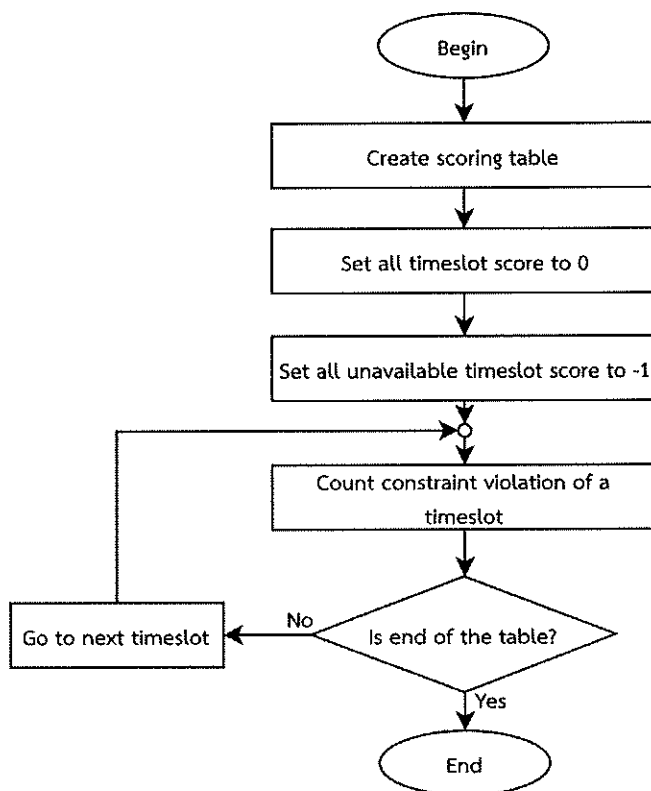 Begin
Create scoring table
Set all timeslot score to 0
Set all unavailable timeslot score to -1
Count constraint violation of a
timeslot
Is end of the table?
No
Go to next timeslot
Yes
End